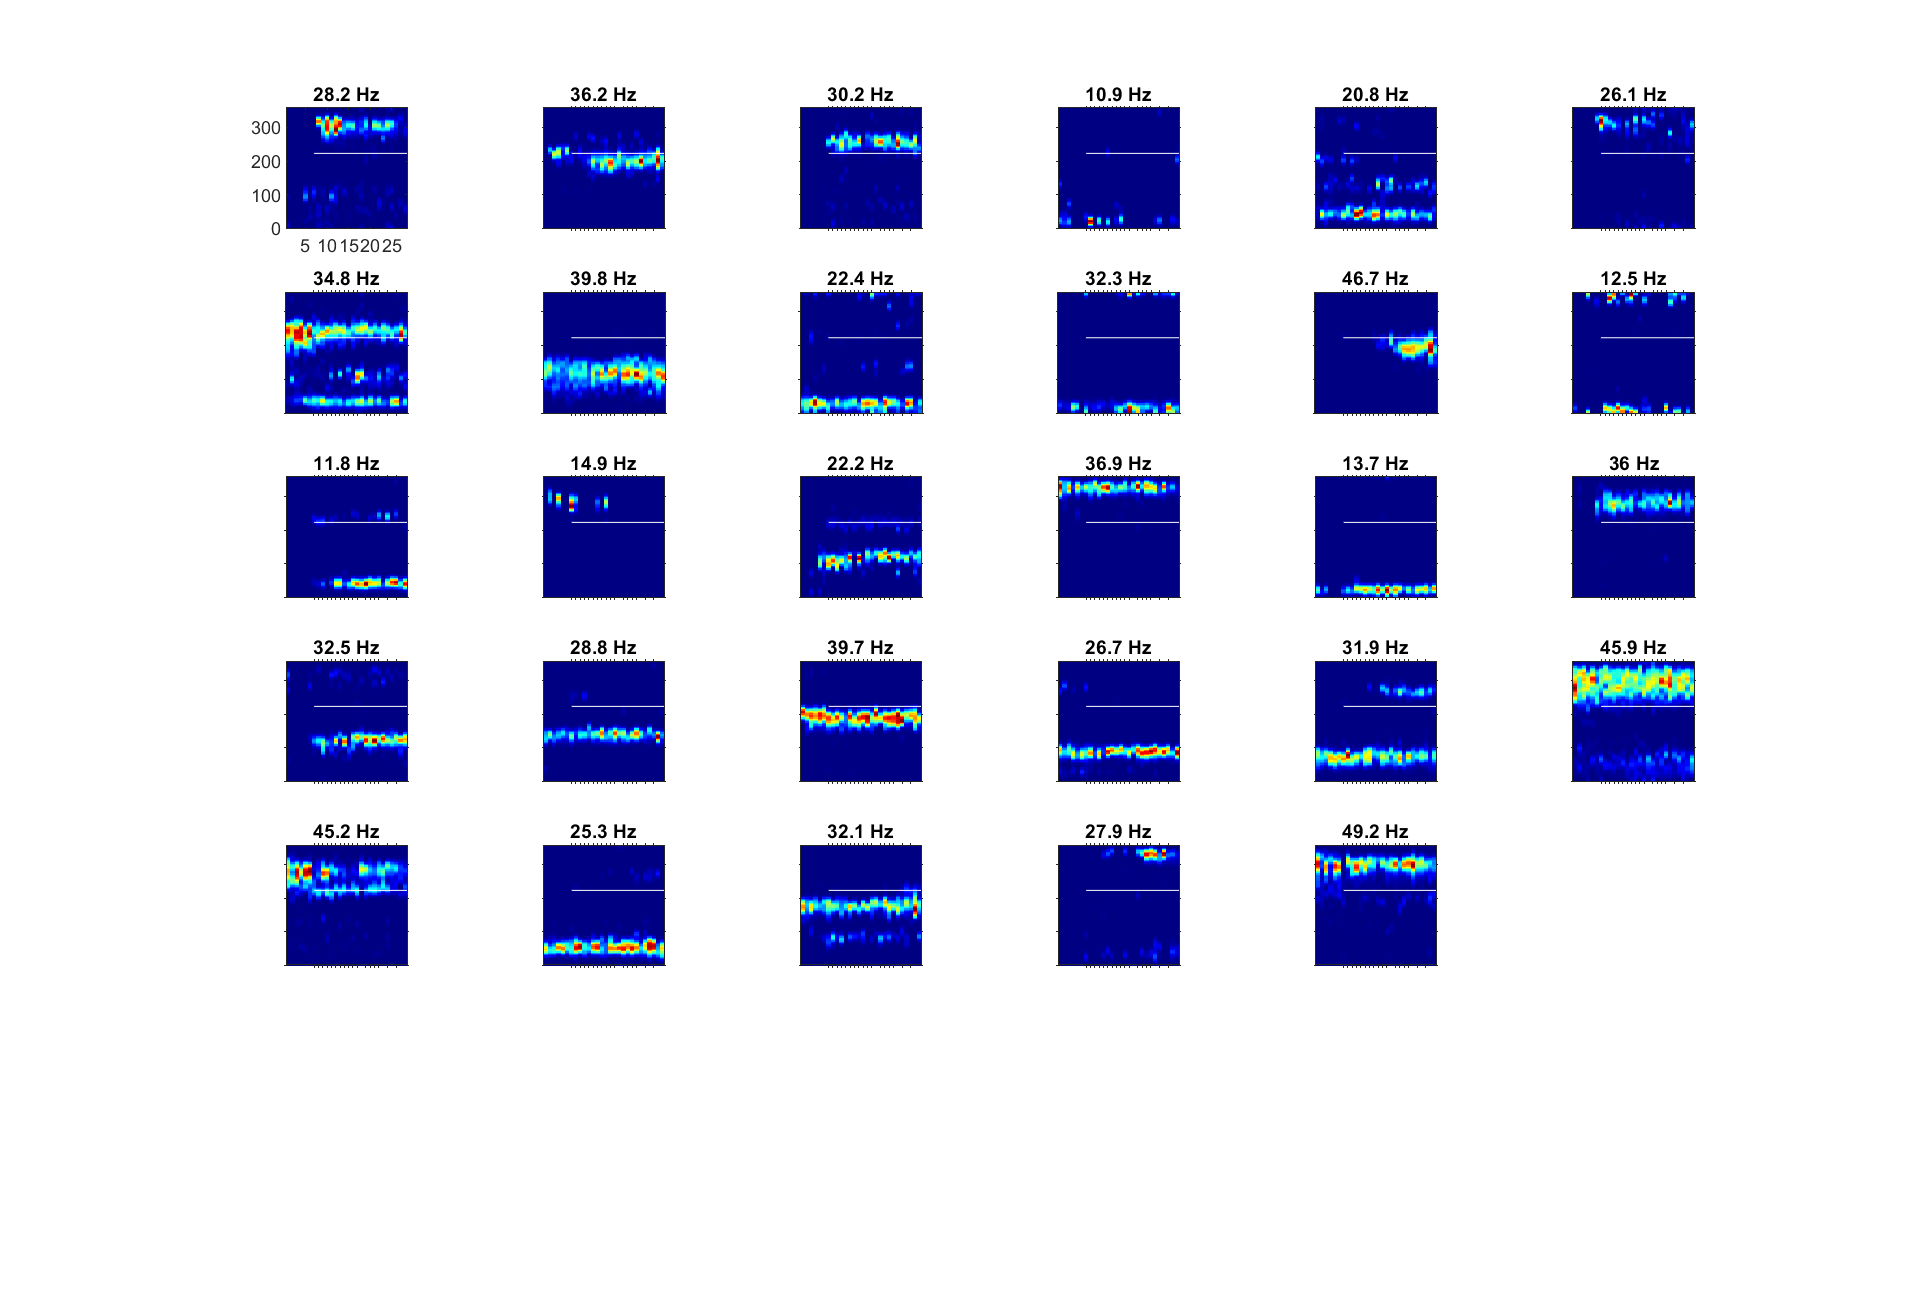 28.2 Hz 36.2 Hz 30.2 Hz 10.9 Hz 20.8 Hz 26.1 Hz
300
200
100
0
5 10 15 20 25
34.8 Hz 39.8 Hz 22.4 Hz 32.3 Hz 46.7 Hz 12.5 Hz
11.8 Hz 14.9 Hz 22.2 Hz 36.9 Hz 13.7 Hz 36 Hz
32.5 Hz 28.8 Hz 39.7 Hz 26.7 Hz 31.9 Hz 45.9 Hz
45.2 Hz 25.3 Hz 32.1 Hz 27.9 Hz 49.2 Hz